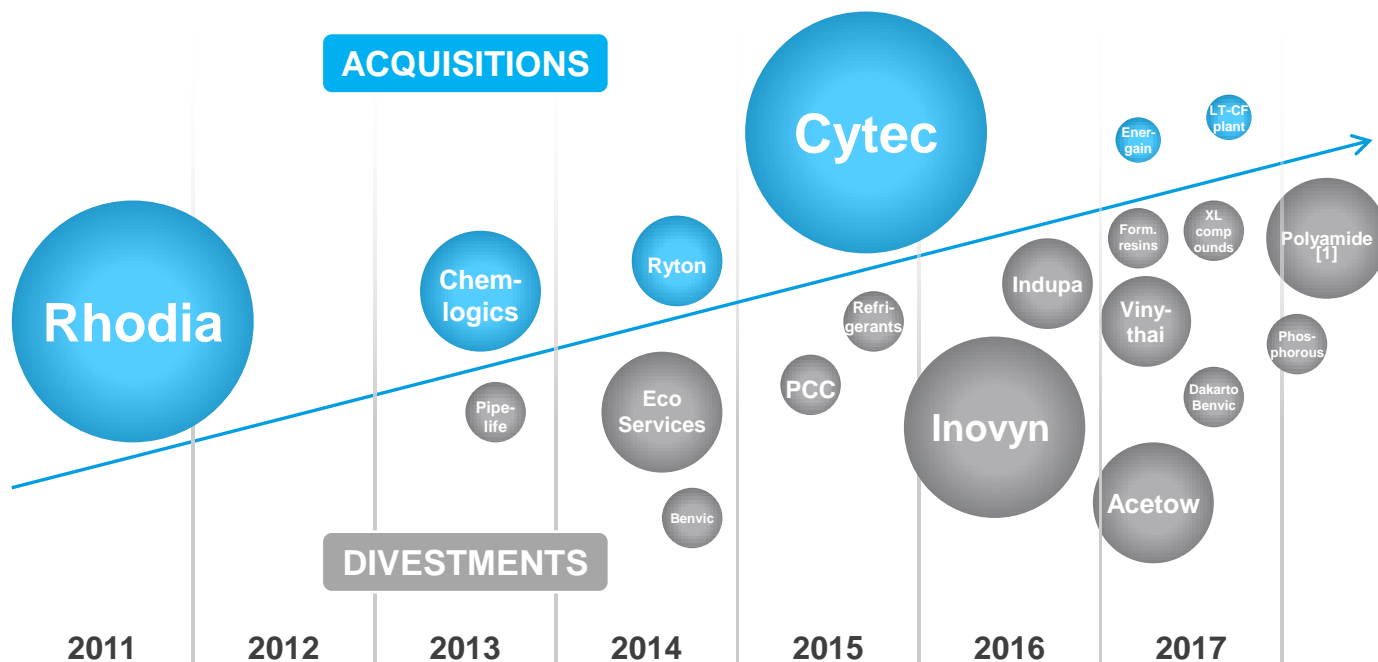 ACQUISITIONS
Cytec
LT-CF
plant
Ener-
gain
Rhodia
Chem-
logics
Ryton
Form.
resins
XL
comp
ounds
Polyamide
[1]
Indupa
Refri-
gerants
Viny-
thai
Phos-
phorous
Pipe-
life
Eco
Services
PCC
Inovyn
Dakarto
Benvic
Benvic
Acetow
DIVESTMENTS
2011
2012
2013
2014
2015
2016
2017